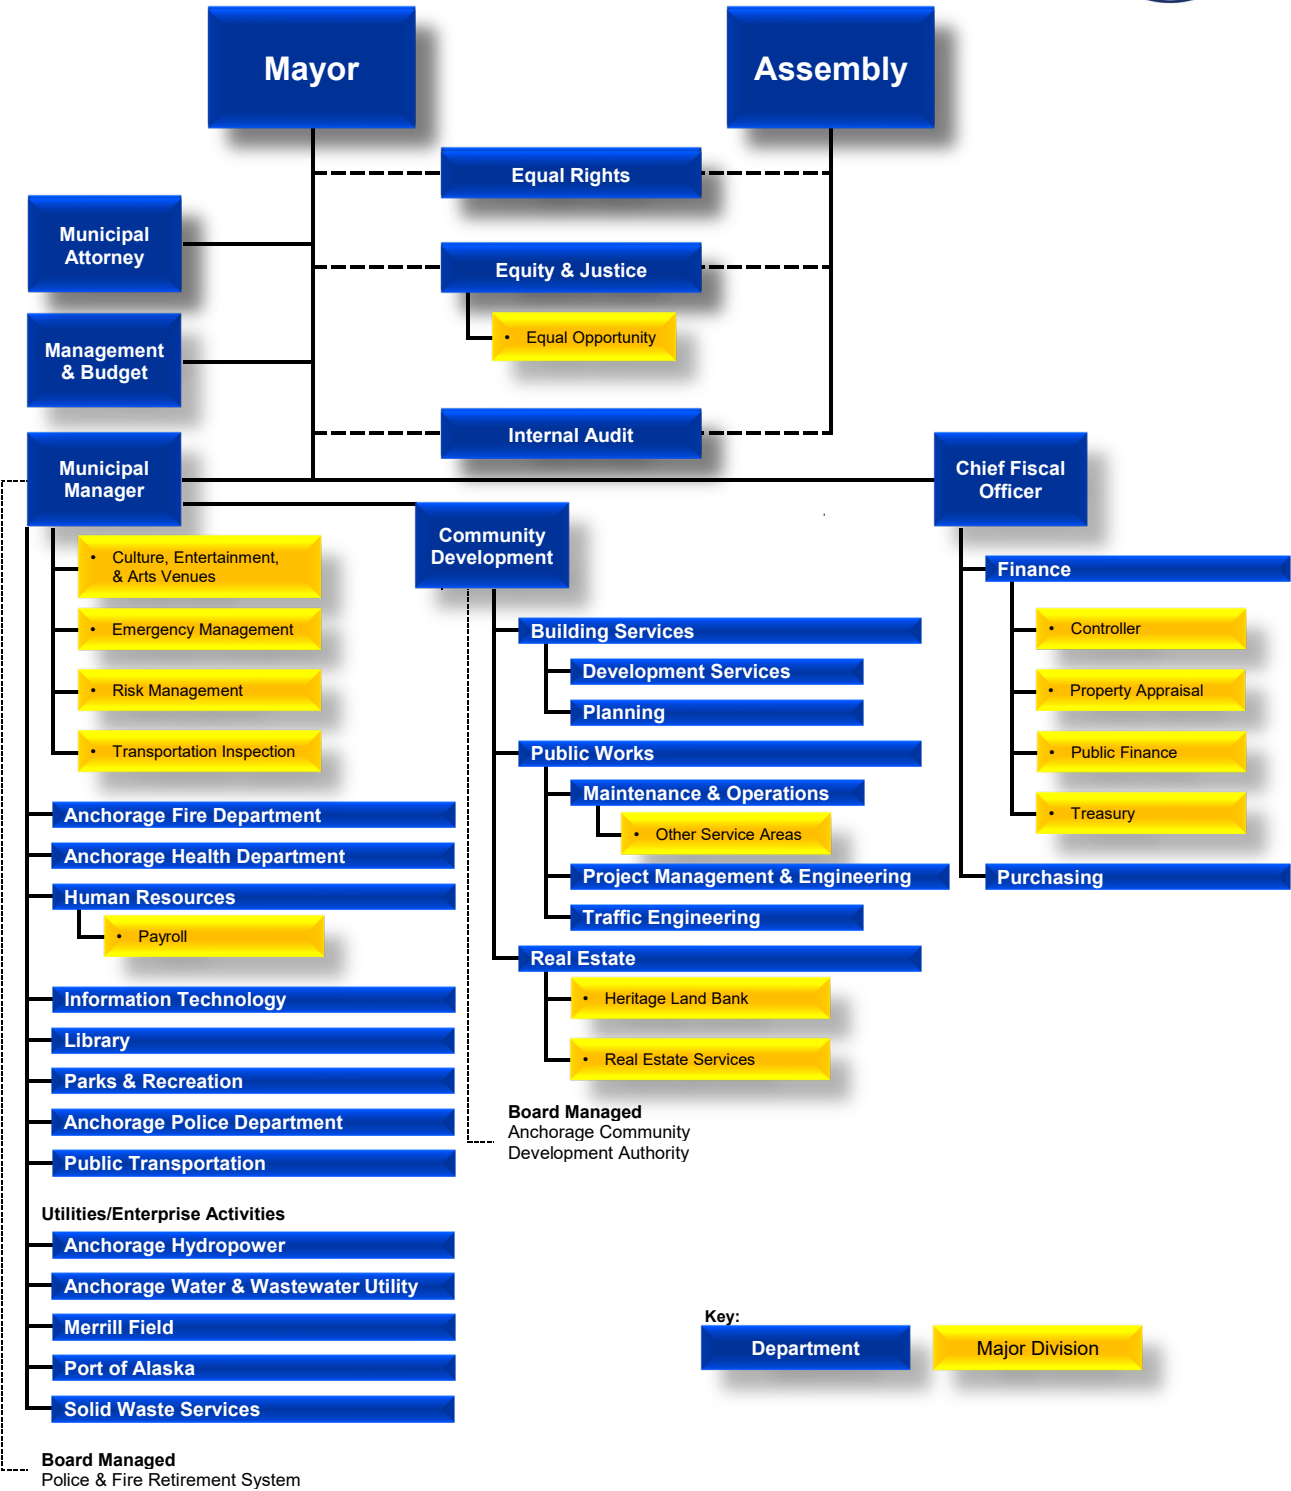 Mayor
Assembly
Equal Rights
Municipal
Attorney
Equity & Justice
• Equal Opportunity
Management
& Budget
Internal Audit
Municipal
Manager
Chief Fiscal
Officer
• Culture, Entertainment,
& Arts Venues
• Emergency Management
• Risk Management
• Transportation Inspection
Anchorage Fire Department
Anchorage Health Department
Human Resources
• Payroll
Information Technology
Library
Parks & Recreation
Anchorage Police Department
Public Transportation
Utilities/Enterprise Activities
Anchorage Hydropower
Anchorage Water & Wastewater Utility
Merrill Field
Port of Alaska
Solid Waste Services
Board Managed
Police & Fire Retirement System
Community
Development
Building Services
Development Services
Planning
Public Works
Maintenance & Operations
• Other Service Areas
Project Management & Engineering
Traffic Engineering
Real Estate
• Heritage Land Bank
• Real Estate Services
Board Managed
Anchorage Community
Development Authority
Finance
• Controller
• Property Appraisal
• Public Finance
• Treasury
Purchasing
Key:
Department
Major Division